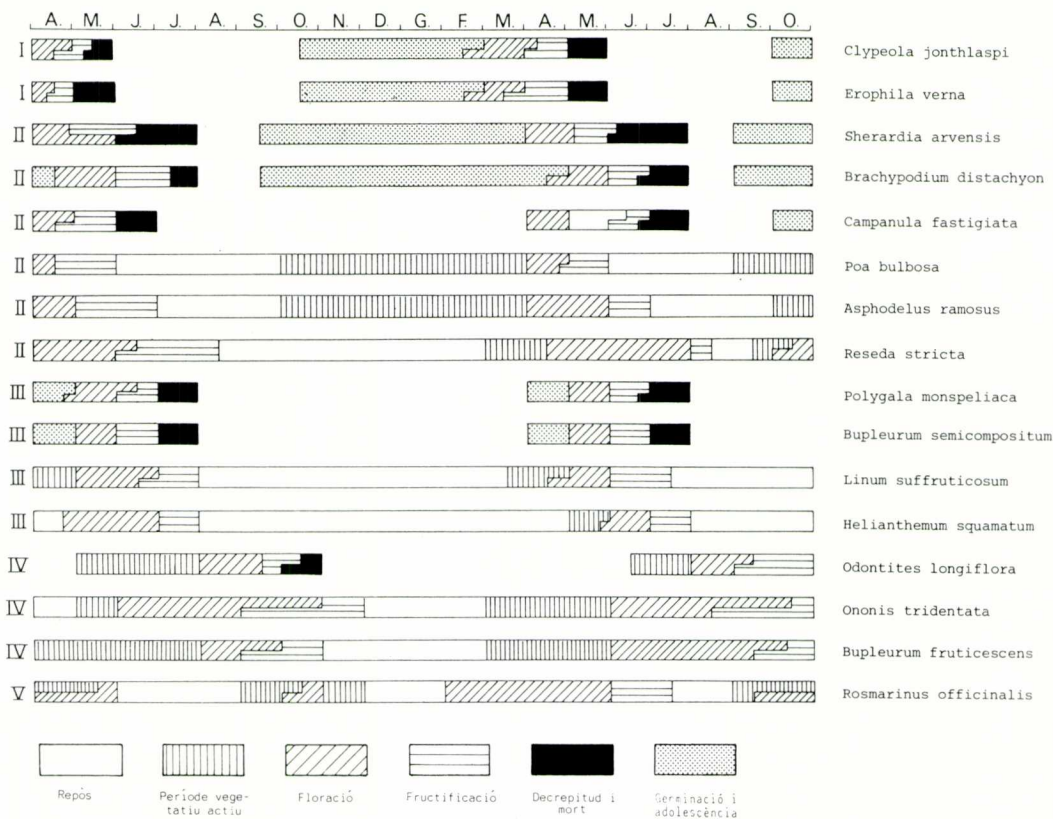 A. M. J. J. A. S. O. N. D. G. F. M. A. M. J. J. A. S. O.
I Clypeola jonthlaspi
I Erophila verna
II Sherardia arvensis
II Brachypodium distachyon
II Campanula fastigiata
II Poa bulbosa
II Asphodelus ramosus
II Reseda stricta
III Polygala monspeliaca
III Bupleurum semicompositum
III Linum suffruticosum
III Helianthemum squamatum
IV Odontites longiflora
IV Ononis tridentata
IV Bupleurum fruticescens
V Rosmarinus officinalis
Repòs
Període vege-
tatiu actiu
Floració
Fructificació
Decrepitud i
mort
Germinació i
adolescència